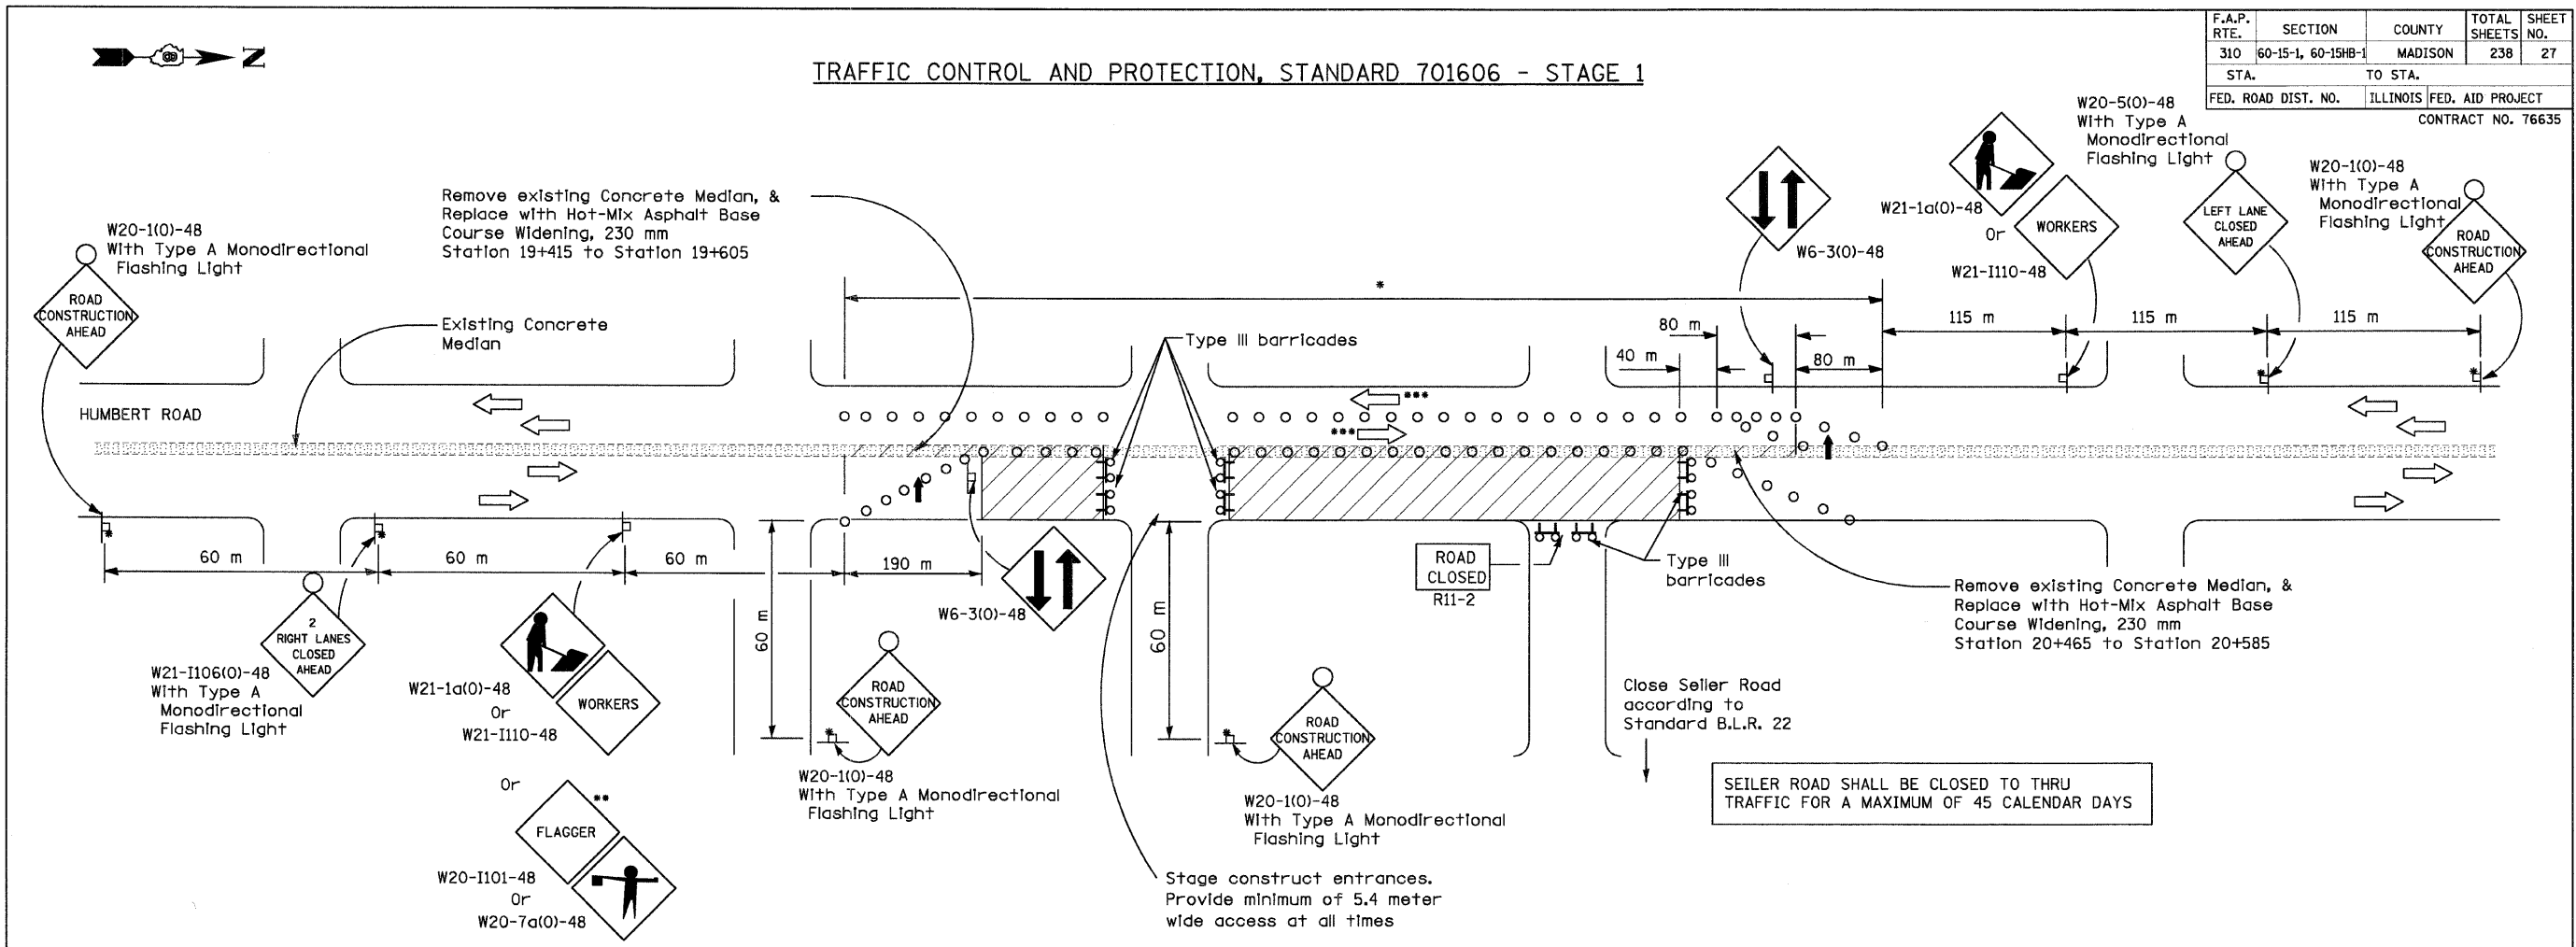 N
TRAFFIC CONTROL AND PROTECTION, STANDARD 701606 - STAGE 1
F.A.P. RTE. SECTION COUNTY TOTAL SHEETS SHEET NO.
310 60-15-1, 60-15HB-1 MADISON 238 27
STA. TO STA.
FED. ROAD DIST. NO. ILLINOIS FED. AID PROJECT
CONTRACT NO. 76635
W20-1(0)-48
With Type A Monodirectional
Flashing Light
ROAD
CONSTRUCTION
AHEAD
Remove existing Concrete Median, &
Replace with Hot-Mix Asphalt Base
Course Widening, 230 mm
Station 19+415 to Station 19+605
Existing Concrete
Median
HUMBERT ROAD
Type III barricades
*
W6-3(0)-48
W21-1a(0)-48
Or
W21-I110-48
WORKERS
W20-5(0)-48
With Type A
Monodirectional
Flashing Light
LEFT LANE
CLOSED
AHEAD
W20-1(0)-48
With Type A
Monodirectional
Flashing Light
ROAD
CONSTRUCTION
AHEAD
80 m
40 m
80 m
115 m
115 m
115 m
*
*
***
***
*
*
60 m
60 m
60 m
190 m
60 m
60 m
2
RIGHT LANES
CLOSED
AHEAD
W21-I106(0)-48
With Type A
Monodirectional
Flashing Light
W21-1a(0)-48
Or
W21-I110-48
WORKERS
Or
**
FLAGGER
W20-I101-48
Or
W20-7a(0)-48
W6-3(0)-48
*
ROAD
CONSTRUCTION
AHEAD
W20-1(0)-48
With Type A Monodirectional
Flashing Light
*
ROAD
CONSTRUCTION
AHEAD
W20-1(0)-48
With Type A Monodirectional
Flashing Light
Stage construct entrances.
Provide minimum of 5.4 meter
wide access at all times
ROAD
CLOSED
R11-2
Type III
barricades
Remove existing Concrete Median, &
Replace with Hot-Mix Asphalt Base
Course Widening, 230 mm
Station 20+465 to Station 20+585
Close Seiler Road
according to
Standard B.L.R. 22
SEILER ROAD SHALL BE CLOSED TO THRU
TRAFFIC FOR A MAXIMUM OF 45 CALENDAR DAYS